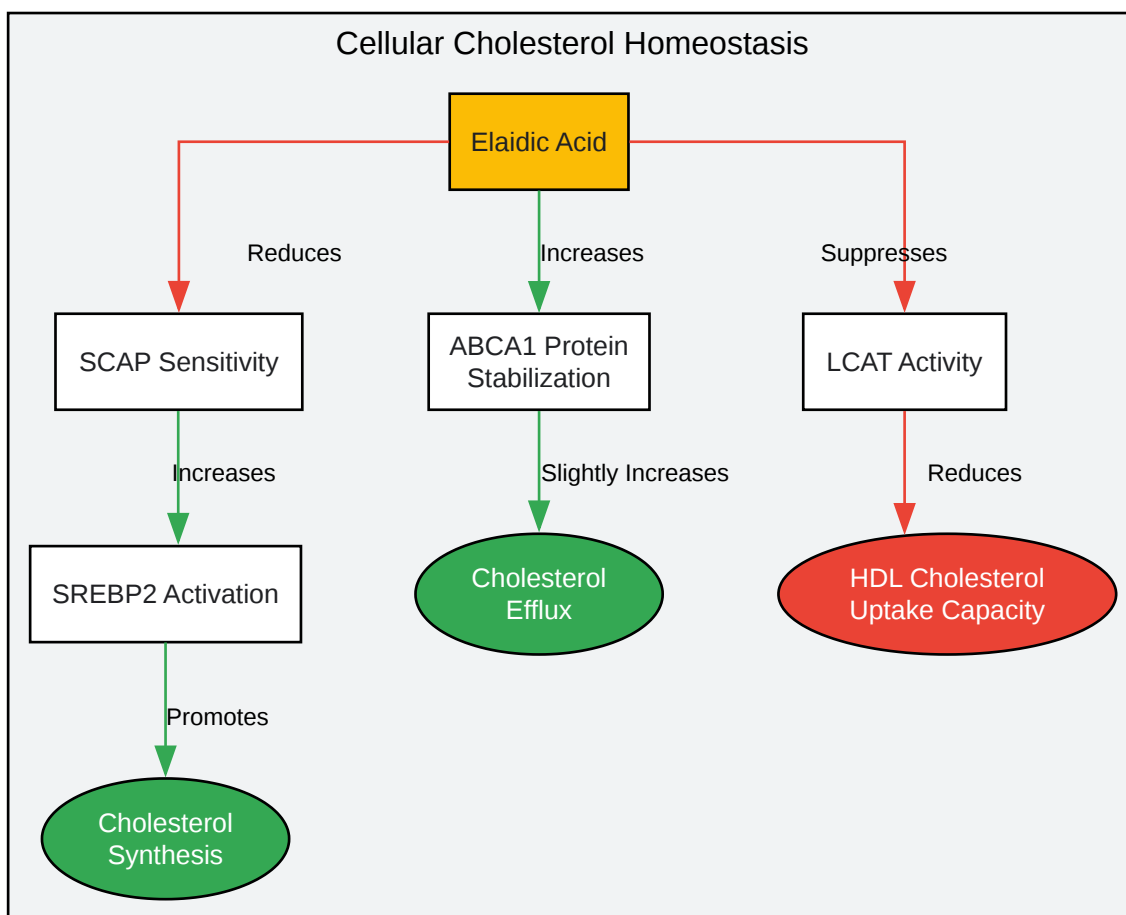 Cellular Cholesterol Homeostasis
Elaidic Acid
Reduces
Increases
Suppresses
SCAP Sensitivity
ABCA1 Protein
Stabilization
LCAT Activity
Increases
Slightly Increases
Reduces
SREBP2 Activation
Cholesterol
Efflux
HDL Cholesterol
Uptake Capacity
Promotes
Cholesterol
Synthesis